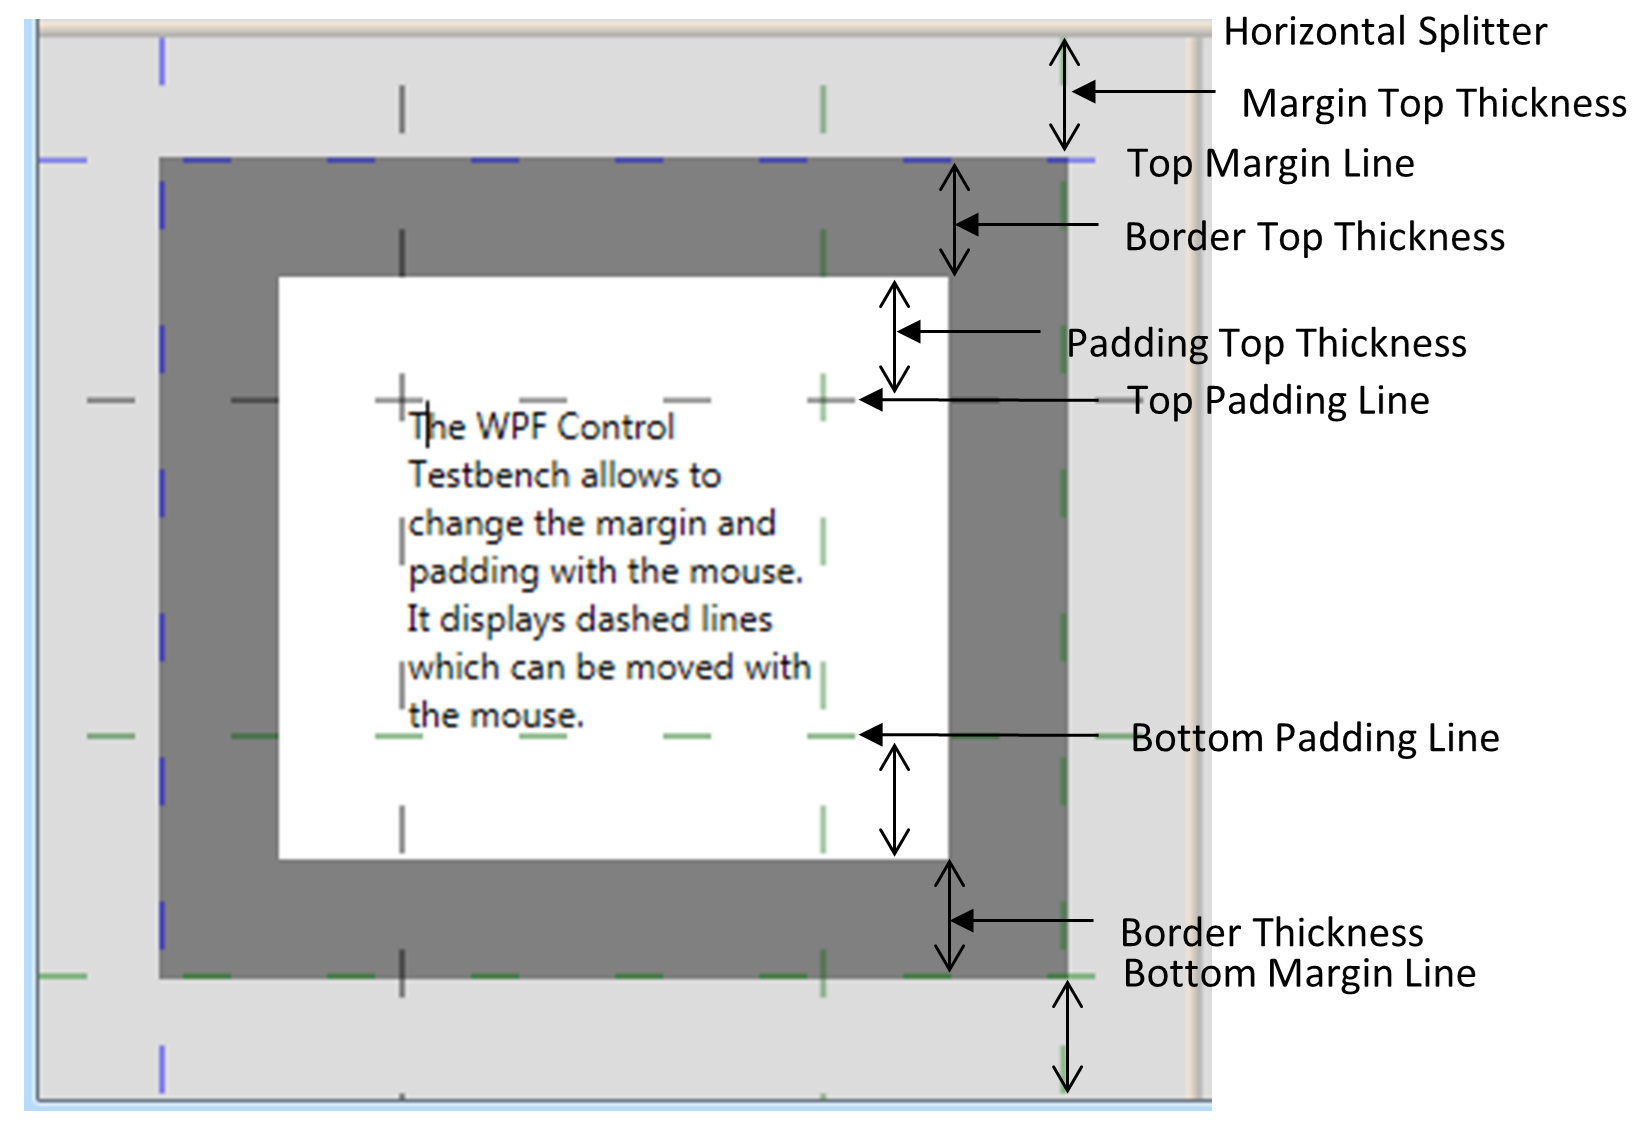 Horizontal Splitter
Margin Top Thickness
Top Margin Line
Border Top Thickness
Padding Top Thickness
Top Padding Line
The WPF Control
Testbench allows to
change the margin and
padding with the mouse.
It displays dashed lines
which can be moved with
the mouse.
Bottom Padding Line
Border Thickness
Bottom Margin Line